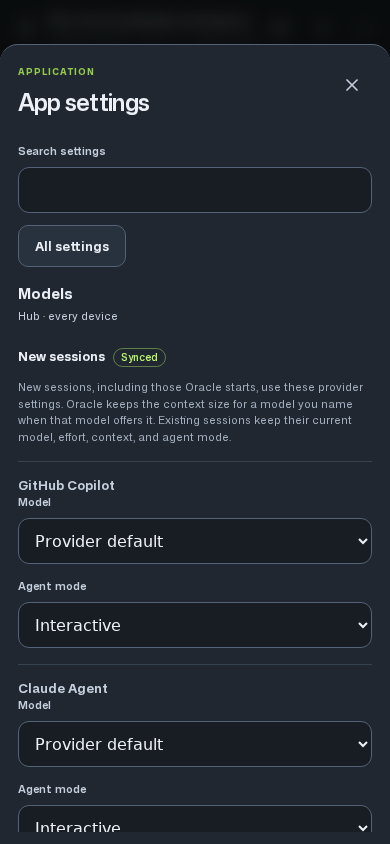 APPLICATION
App settings
Search settings
All settings
Models
Hub · every device
New sessions Synced
New sessions, including those Oracle starts, use these provider
settings. Oracle keeps the context size for a model you name
when that model offers it. Existing sessions keep their current
model, effort, context, and agent mode.
GitHub Copilot
Model
Provider default
Agent mode
Interactive
Claude Agent
Model
Provider default
Agent mode
Interactive